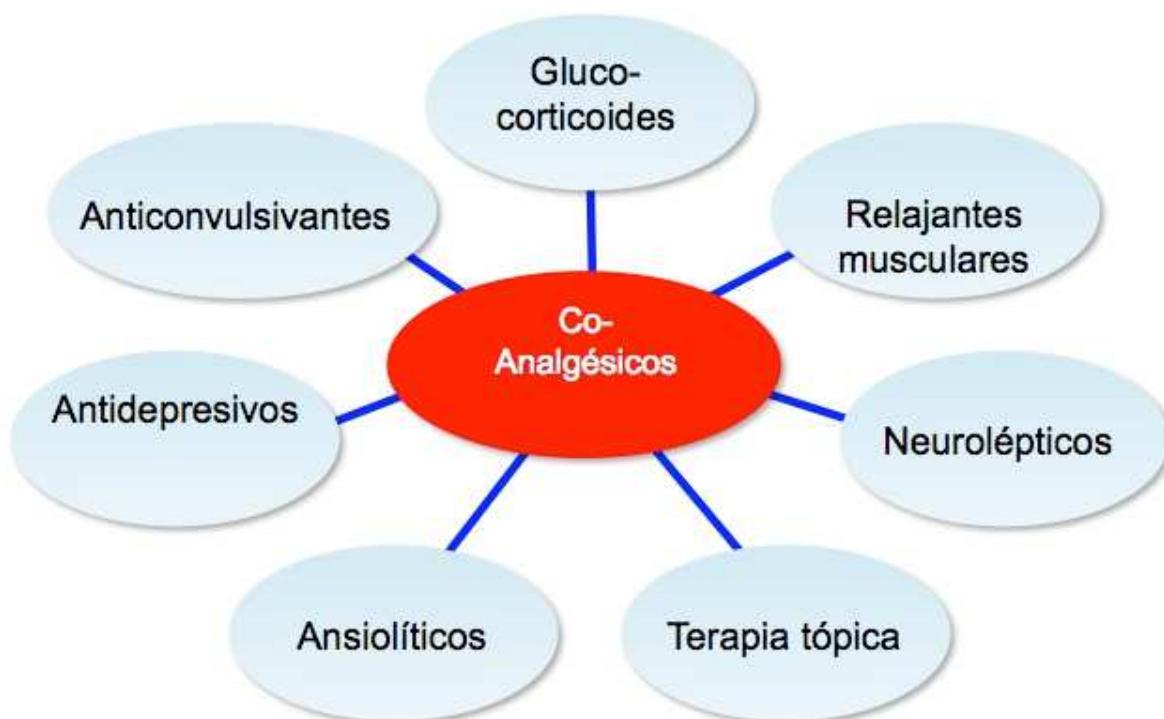 Gluco-
corticoides
Anticonvulsivantes
Relajantes
musculares
Co-
Analgésicos
Antidepresivos
Neurolépticos
Ansiolíticos
Terapia tópica